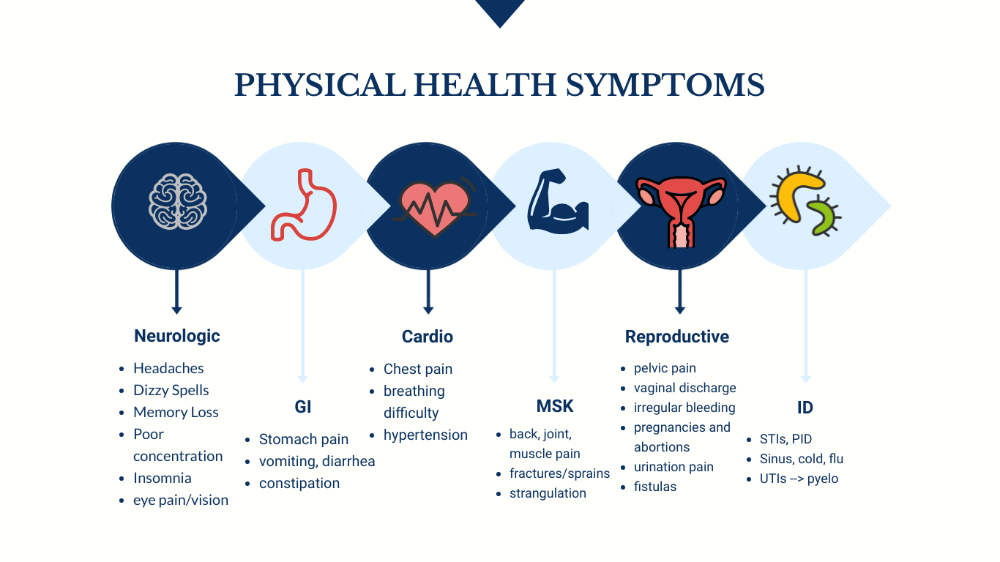 PHYSICAL HEALTH SYMPTOMS
Neurologic
• Headaches
• Dizzy Spells
• Memory Loss
• Poor
concentration
• Insomnia
• eye pain/vision
GI
• Stomach pain
• vomiting, diarrhea
• constipation
Cardio
• Chest pain
• breathing
difficulty
• hypertension
MSK
• back, joint,
muscle pain
• fractures/sprains
• strangulation
Reproductive
• pelvic pain
• vaginal discharge
• irregular bleeding
• pregnancies and
abortions
• urination pain
• fistulas
ID
• STIs, PID
• Sinus, cold, flu
• UTIs --> pyelo